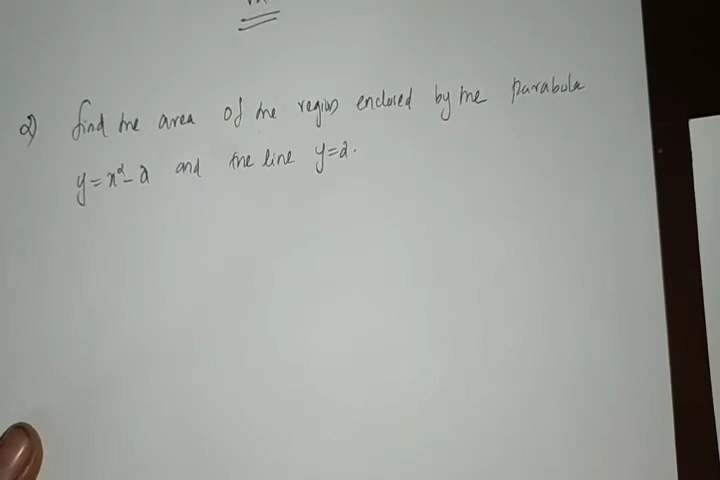 2) find the area of the region enclosed by the parabola
y=x²-2 and the line y=2.